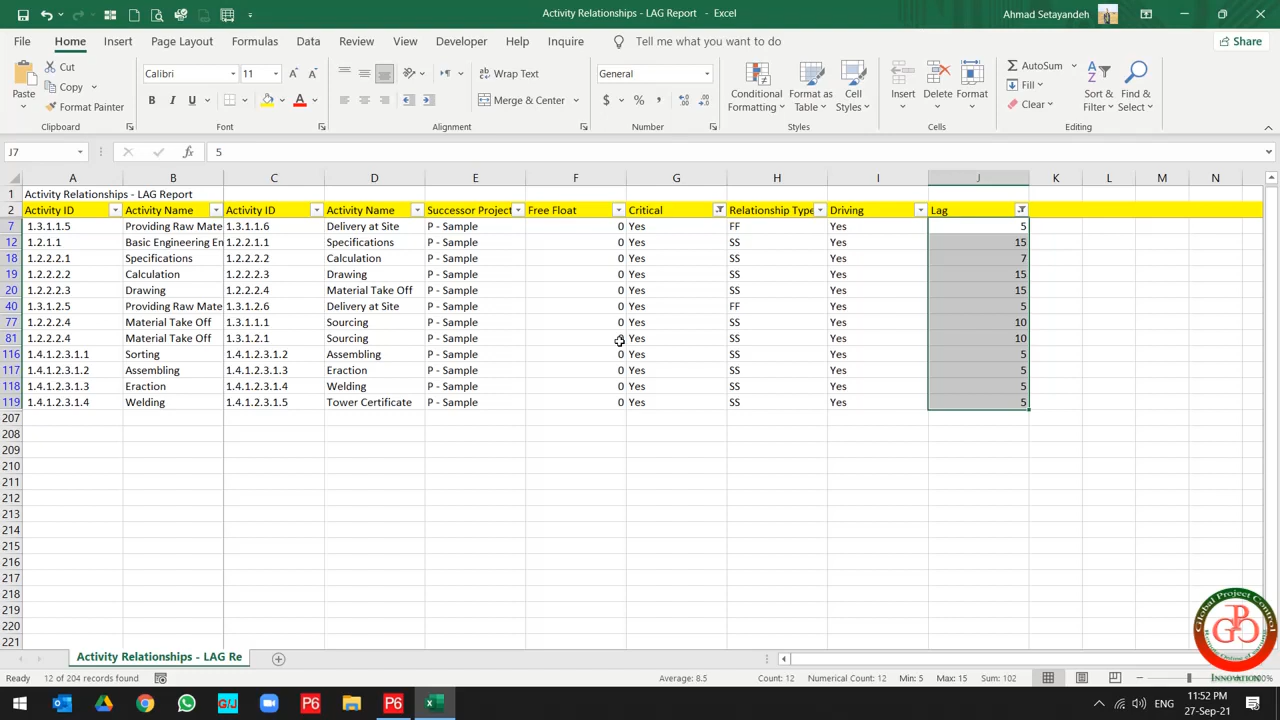 Activity Relationships - LAG Report - Excel
Ahmad Setayandeh
File Home Insert Page Layout Formulas Data Review View Developer Help Inquire Tell me what you want to do Share
Paste Cut Copy Format Painter
Calibri 11
B I U
Wrap Text
Merge & Center
General
$ % ,
Conditional Formatting Format as Table Cell Styles
Insert Delete Format
AutoSum Fill Clear
Sort & Filter Find & Select
Clipboard Font Alignment Number Styles Cells Editing
J7 fx 5
A B C D E F G H I J K L M N
1 Activity Relationships - LAG Report
2 Activity ID Activity Name Activity ID Activity Name Successor Project Free Float Critical Relationship Type Driving Lag
7 1.3.1.1.5 Providing Raw Mate 1.3.1.1.6 Delivery at Site P - Sample 0 Yes FF Yes 5
12 1.2.1.1 Basic Engineering En 1.2.2.1.1 Specifications P - Sample 0 Yes SS Yes 15
18 1.2.2.2.1 Specifications 1.2.2.2.2 Calculation P - Sample 0 Yes SS Yes 7
19 1.2.2.2.2 Calculation 1.2.2.2.3 Drawing P - Sample 0 Yes SS Yes 15
20 1.2.2.2.3 Drawing 1.2.2.2.4 Material Take Off P - Sample 0 Yes SS Yes 15
40 1.3.1.2.5 Providing Raw Mate 1.3.1.2.6 Delivery at Site P - Sample 0 Yes FF Yes 5
77 1.2.2.2.4 Material Take Off 1.3.1.1.1 Sourcing P - Sample 0 Yes SS Yes 10
81 1.2.2.2.4 Material Take Off 1.3.1.2.1 Sourcing P - Sample 0 Yes SS Yes 10
116 1.4.1.2.3.1.1 Sorting 1.4.1.2.3.1.2 Assembling P - Sample 0 Yes SS Yes 5
117 1.4.1.2.3.1.2 Assembling 1.4.1.2.3.1.3 Eraction P - Sample 0 Yes SS Yes 5
118 1.4.1.2.3.1.3 Eraction 1.4.1.2.3.1.4 Welding P - Sample 0 Yes SS Yes 5
119 1.4.1.2.3.1.4 Welding 1.4.1.2.3.1.5 Tower Certificate P - Sample 0 Yes SS Yes 5
207
208
209
210
211
212
213
214
215
216
217
218
219
220
221
Global Project Control
GPC
INNOVATION
Activity Relationships - LAG Re
Ready 12 of 204 records found Average: 8.5 Count: 12 Numerical Count: 12 Min: 5 Max: 15 Sum: 102
G/J P6 P6
ENG 11:52 PM
27-Sep-21